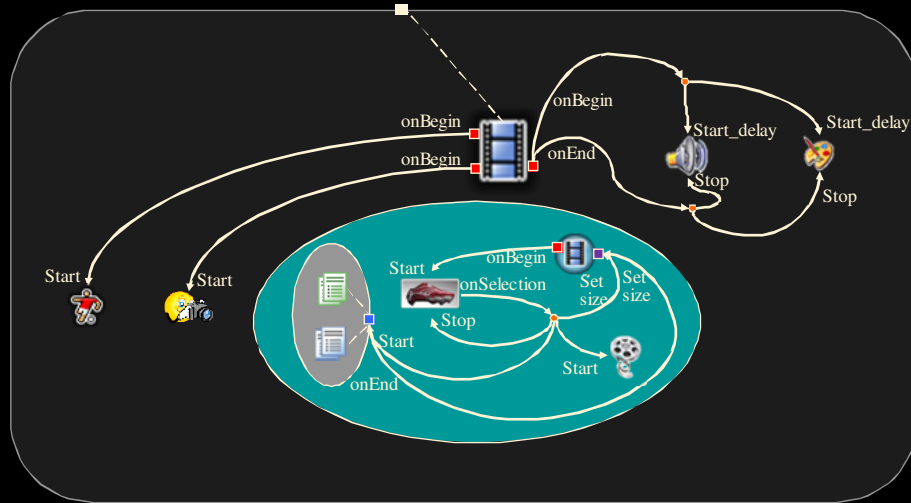 onBegin
onBegin
onBegin
onEnd
Start_delay
Start_delay
Stop
Stop
Start
Start
onBegin
Start
onSelection
Set
size
Set
size
Stop
Start
Start
onEnd